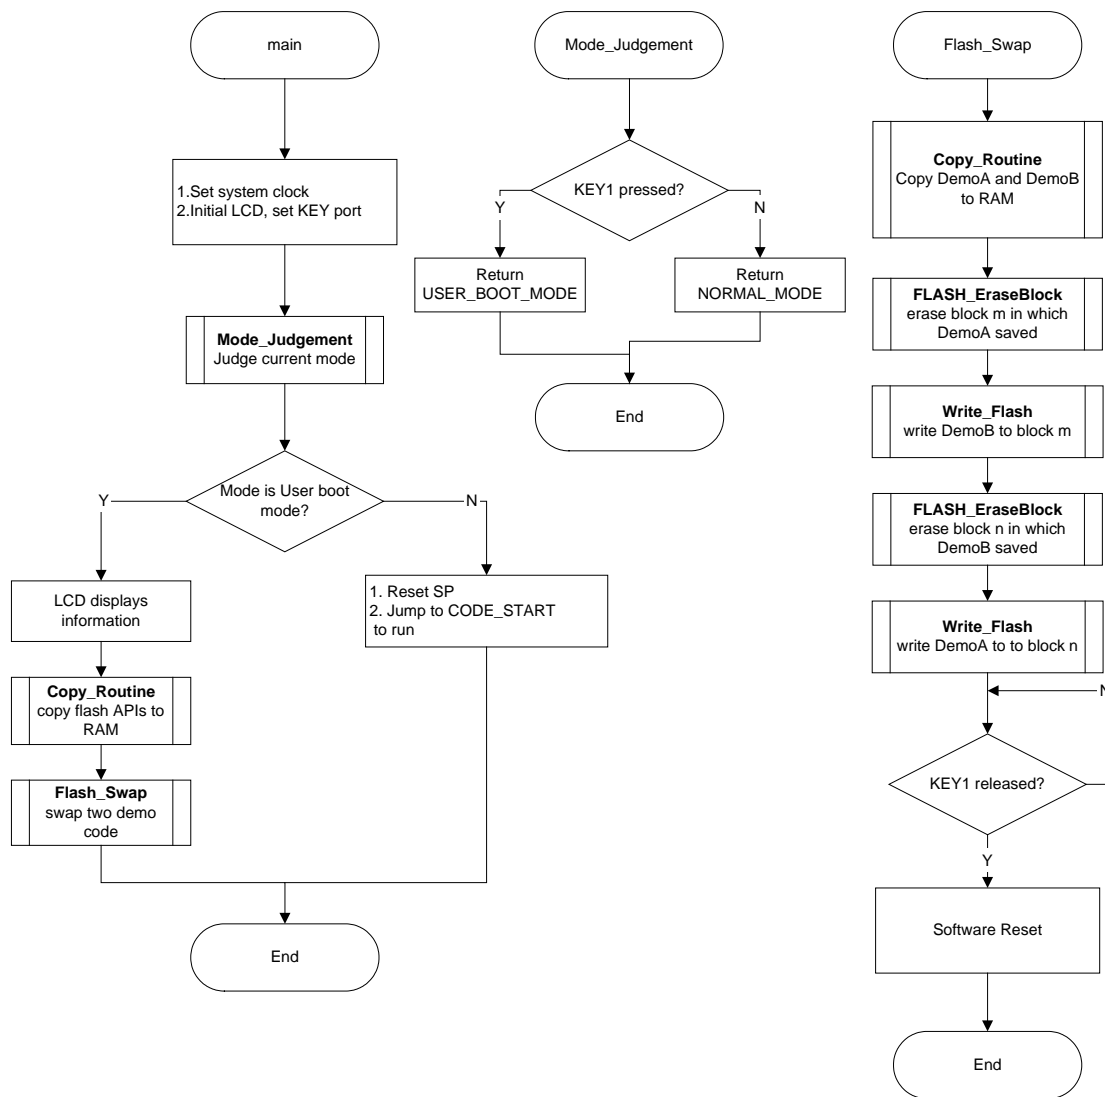 main
1.Set system clock
2.Initial LCD, set KEY port
Mode_Judgement
Judge current mode
Mode is User boot
mode?
Y
N
LCD displays
information
1. Reset SP
2. Jump to CODE_START
to run
Copy_Routine
copy flash APIs to
RAM
Flash_Swap
swap two demo
code
End
Mode_Judgement
KEY1 pressed?
Y
N
Return
USER_BOOT_MODE
Return
NORMAL_MODE
End
Flash_Swap
Copy_Routine
Copy DemoA and DemoB
to RAM
FLASH_EraseBlock
erase block m in which
DemoA saved
Write_Flash
write DemoB to block m
FLASH_EraseBlock
erase block n in which
DemoB saved
Write_Flash
write DemoA to to block n
N
KEY1 released?
Y
Software Reset
End